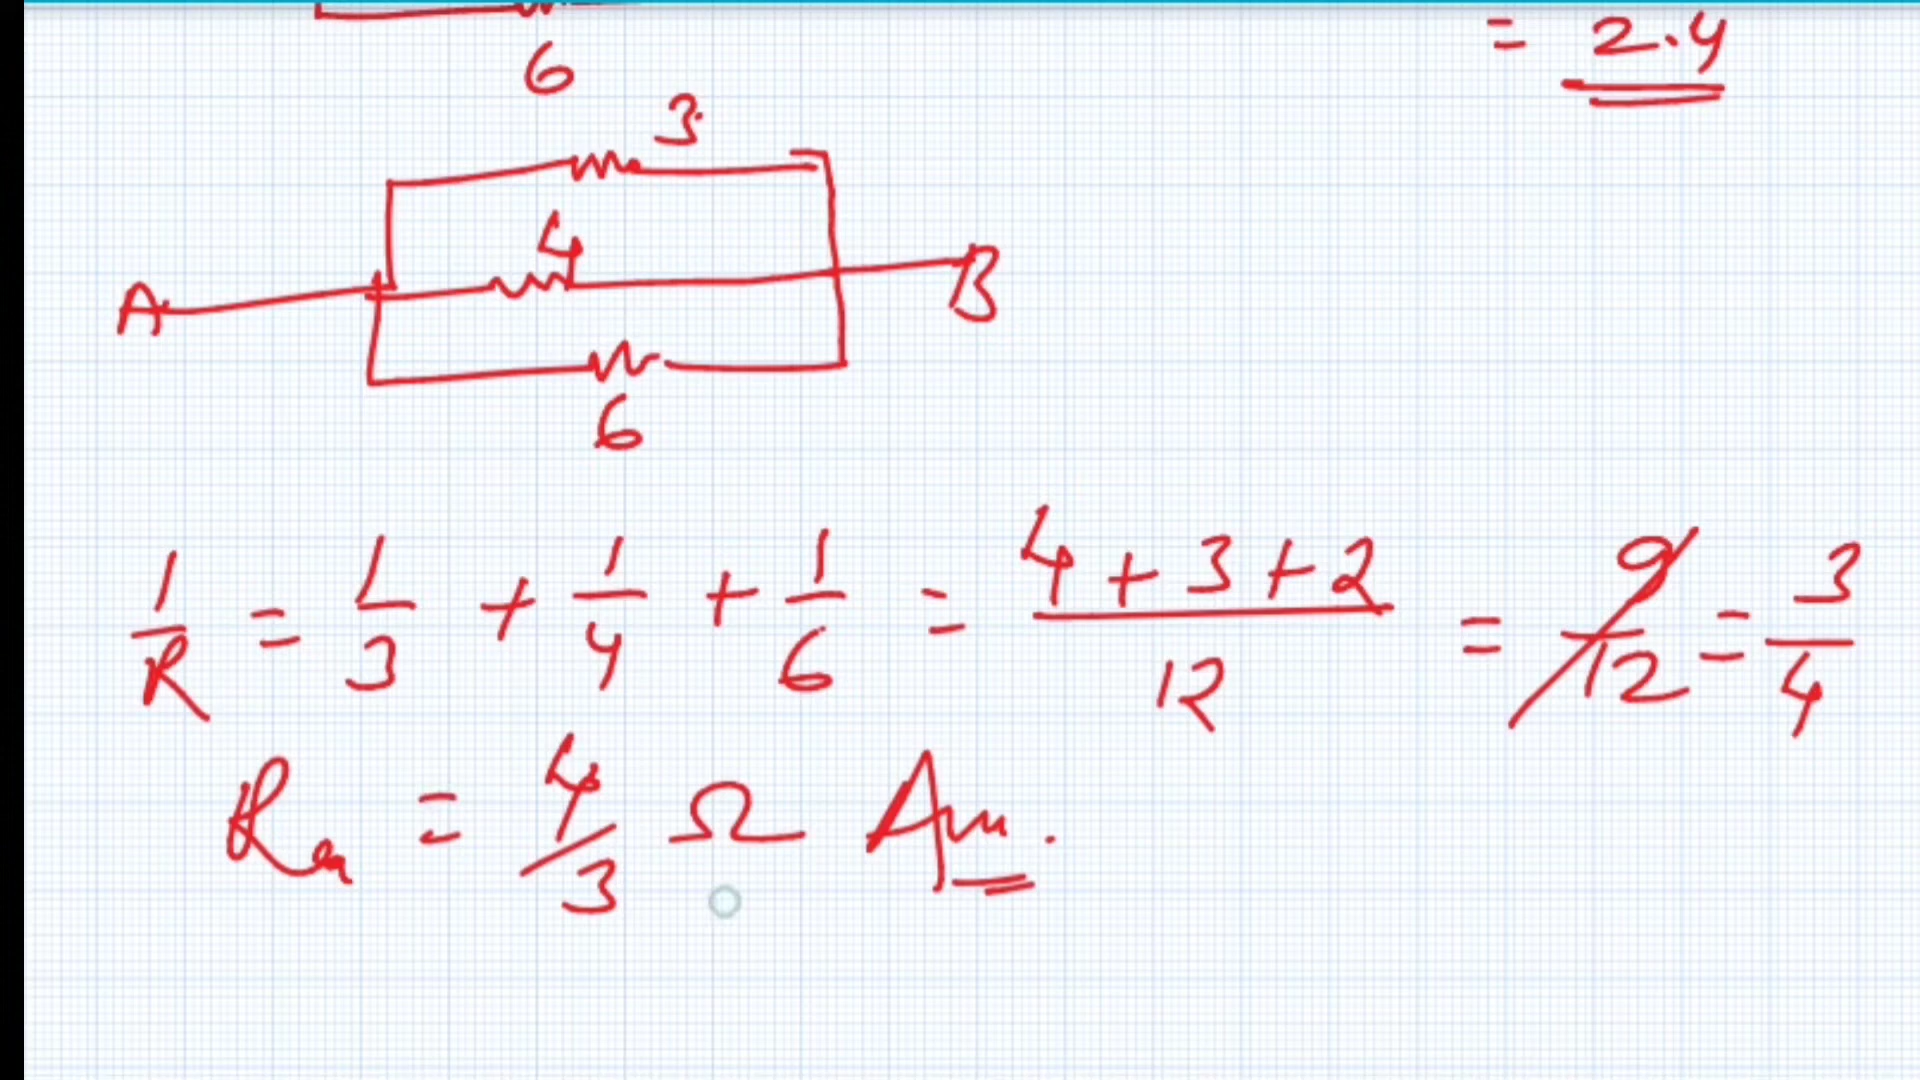 6
= 2.4
3
4
A B
6
1/R = 1/3 + 1/4 + 1/6 = (4+3+2)/12 = 9/12 = 3/4
R = 4/3 Ω